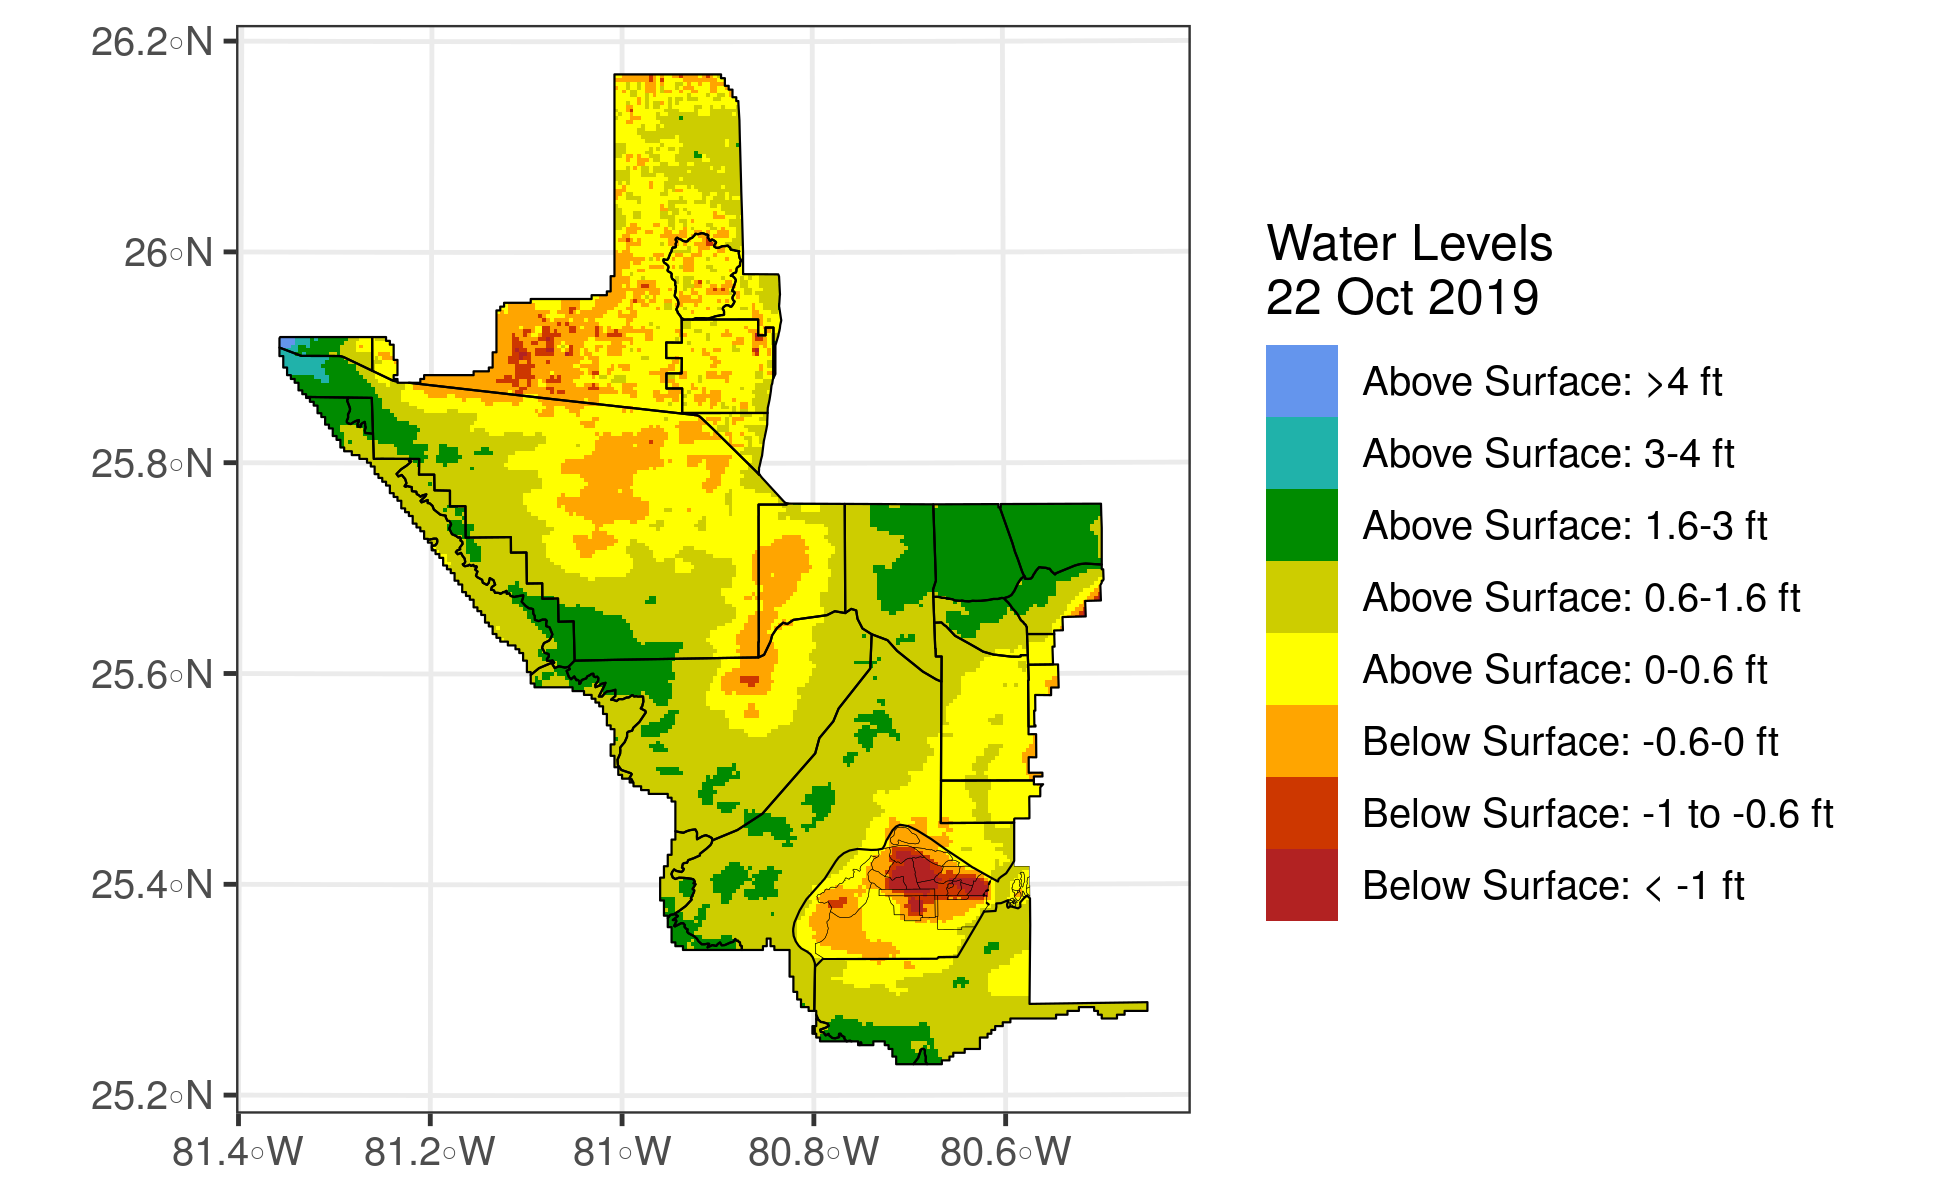 26.2◦N
26◦N
25.8◦N
25.6◦N
25.4◦N
25.2◦N
81.4◦W
81.2◦W
81◦W
80.8◦W
80.6◦W
Water Levels
22 Oct 2019
Above Surface: >4 ft
Above Surface: 3-4 ft
Above Surface: 1.6-3 ft
Above Surface: 0.6-1.6 ft
Above Surface: 0-0.6 ft
Below Surface: -0.6-0 ft
Below Surface: -1 to -0.6 ft
Below Surface: < -1 ft